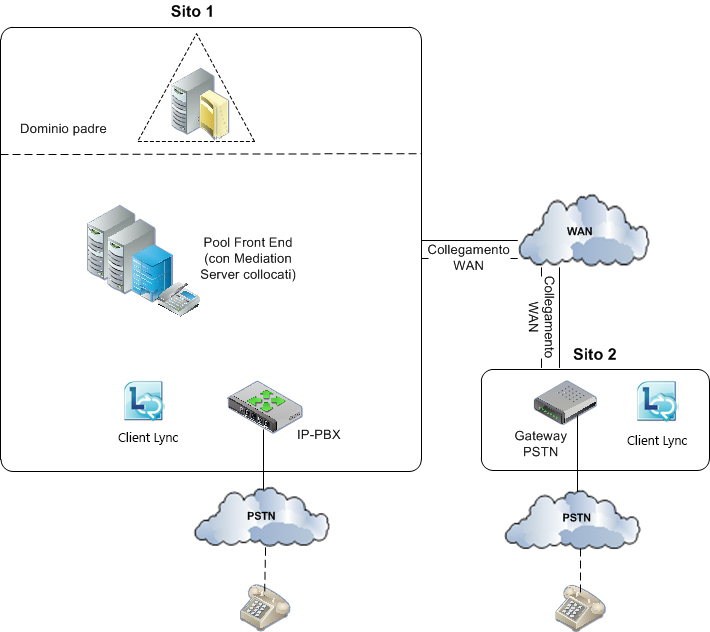 Sito 1
Dominio padre
Pool Front End
(con Mediation
Server collocati)
WAN
Collegamento
WAN
Collegamento
WAN
Sito 2
Client Lync
IP-PBX
Gateway
PSTN
Client Lync
PSTN
PSTN